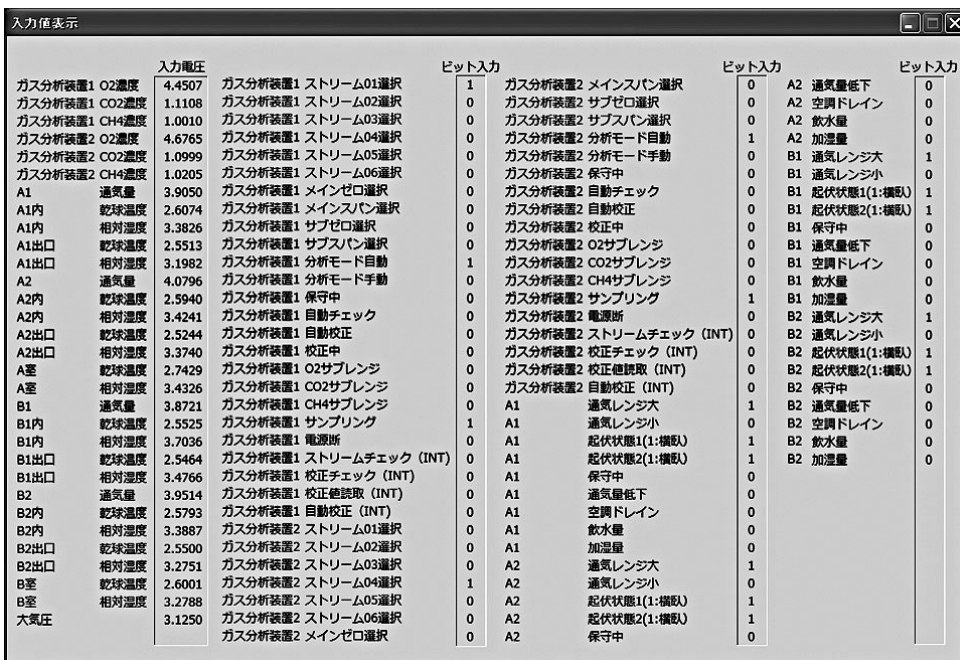 入力値表示
入力電圧
ガス分析装置1 O2濃度 4.4507
ガス分析装置1 CO2濃度 1.1108
ガス分析装置1 CH4濃度 1.0010
ガス分析装置2 O2濃度 4.6765
ガス分析装置2 CO2濃度 1.0999
ガス分析装置2 CH4濃度 1.0205
A1 通気量 3.9050
A1内 乾球温度 2.6074
A1内 相対湿度 3.3826
A1出口 乾球温度 2.5513
A1出口 相対湿度 3.1982
A2 通気量 4.0796
A2内 乾球温度 2.5940
A2内 相対湿度 3.4241
A2出口 乾球温度 2.5244
A2出口 相対湿度 3.3740
A室 乾球温度 2.7429
A室 相対湿度 3.4326
B1 通気量 3.8721
B1内 乾球温度 2.5525
B1内 相対湿度 3.7036
B1出口 乾球温度 2.5464
B1出口 相対湿度 3.4766
B2 通気量 3.9514
B2内 乾球温度 2.5793
B2内 相対湿度 3.3887
B2出口 乾球温度 2.5500
B2出口 相対湿度 3.2751
B室 乾球温度 2.6001
B室 相対湿度 3.2788
大気圧 3.1250
ビット入力
ガス分析装置1 ストリーム01選択 1
ガス分析装置1 ストリーム02選択 0
ガス分析装置1 ストリーム03選択 0
ガス分析装置1 ストリーム04選択 0
ガス分析装置1 ストリーム05選択 0
ガス分析装置1 ストリーム06選択 0
ガス分析装置1 メインゼロ選択 0
ガス分析装置1 メインスパン選択 0
ガス分析装置1 サブゼロ選択 0
ガス分析装置1 サブスパン選択 0
ガス分析装置1 分析モード自動 1
ガス分析装置1 分析モード手動 0
ガス分析装置1 保守中 0
ガス分析装置1 自動チェック 0
ガス分析装置1 自動校正 0
ガス分析装置1 校正中 0
ガス分析装置1 O2サブレンジ 0
ガス分析装置1 CO2サブレンジ 0
ガス分析装置1 CH4サブレンジ 0
ガス分析装置1 サンプリング 1
ガス分析装置1 電源断 0
ガス分析装置1 ストリームチェック（INT） 0
ガス分析装置1 校正チェック（INT） 0
ガス分析装置1 校正値読取（INT） 0
ガス分析装置1 自動校正（INT） 0
ガス分析装置2 ストリーム01選択 0
ガス分析装置2 ストリーム02選択 0
ガス分析装置2 ストリーム03選択 0
ガス分析装置2 ストリーム04選択 1
ガス分析装置2 ストリーム05選択 0
ガス分析装置2 ストリーム06選択 0
ガス分析装置2 メインゼロ選択 0
ビット入力
ガス分析装置2 メインスパン選択 0
ガス分析装置2 サブゼロ選択 0
ガス分析装置2 サブスパン選択 0
ガス分析装置2 分析モード自動 1
ガス分析装置2 分析モード手動 0
ガス分析装置2 保守中 0
ガス分析装置2 自動チェック 0
ガス分析装置2 自動校正 0
ガス分析装置2 校正中 0
ガス分析装置2 O2サブレンジ 0
ガス分析装置2 CO2サブレンジ 0
ガス分析装置2 CH4サブレンジ 0
ガス分析装置2 サンプリング 1
ガス分析装置2 電源断 0
ガス分析装置2 ストリームチェック（INT） 0
ガス分析装置2 校正チェック（INT） 0
ガス分析装置2 校正値読取（INT） 0
ガス分析装置2 自動校正（INT） 0
A1 通気レンジ大 1
A1 通気レンジ小 0
A1 起伏状態1(1:横臥) 1
A1 起伏状態2(1:横臥) 1
A1 保守中 0
A1 通気量低下 0
A1 空調ドレイン 0
A1 飲水量 0
A1 加湿量 0
A2 通気レンジ大 1
A2 通気レンジ小 0
A2 起伏状態1(1:横臥) 1
A2 起伏状態2(1:横臥) 1
A2 保守中 0
ビット入力
A2 通気量低下 0
A2 空調ドレイン 0
A2 飲水量 0
A2 加湿量 0
B1 通気レンジ大 1
B1 通気レンジ小 0
B1 起伏状態1(1:横臥) 1
B1 起伏状態2(1:横臥) 1
B1 保守中 0
B1 通気量低下 0
B1 空調ドレイン 0
B1 飲水量 0
B1 加湿量 0
B2 通気レンジ大 1
B2 通気レンジ小 0
B2 起伏状態1(1:横臥) 1
B2 起伏状態2(1:横臥) 1
B2 保守中 0
B2 通気量低下 0
B2 空調ドレイン 0
B2 飲水量 0
B2 加湿量 0